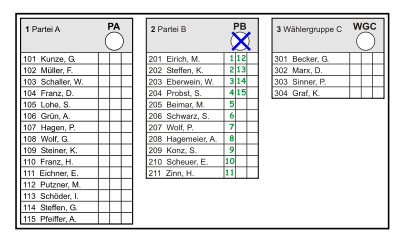 1 Partei A PA
101 Kunze, G.
102 Müller, F.
103 Schaller, W.
104 Franz, D.
105 Lohe, S.
106 Grün, A.
107 Hagen, P.
108 Wolf, G.
109 Steiner, K.
110 Franz, H.
111 Eichner, E.
112 Putzner, M.
113 Schöder, I.
114 Steffen, G.
115 Pfeiffer, A.
2 Partei B PB
201 Eirich, M. 1 12
202 Steffen, K. 2 13
203 Eberwein, W. 3 14
204 Probst, S. 4 15
205 Beimar, M. 5
206 Schwarz, S. 6
207 Wolf, P. 7
208 Hagemeier, A. 8
209 Konz, S. 9
210 Scheuer, E. 10
211 Zinn, H. 11
3 Wählergruppe C WGC
301 Becker, G.
302 Marx, D.
303 Sinner, P.
304 Graf, K.